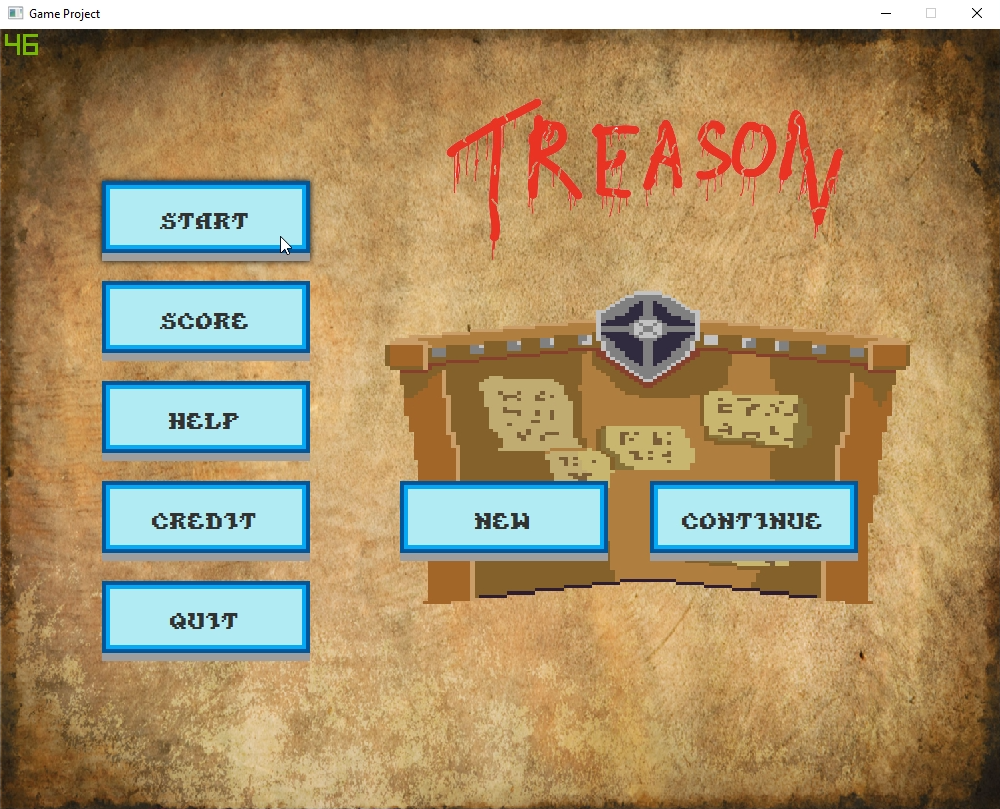 Game Project
46
TREASON
START
SCORE
HELP
CREDIT
NEW
CONTINUE
QUIT